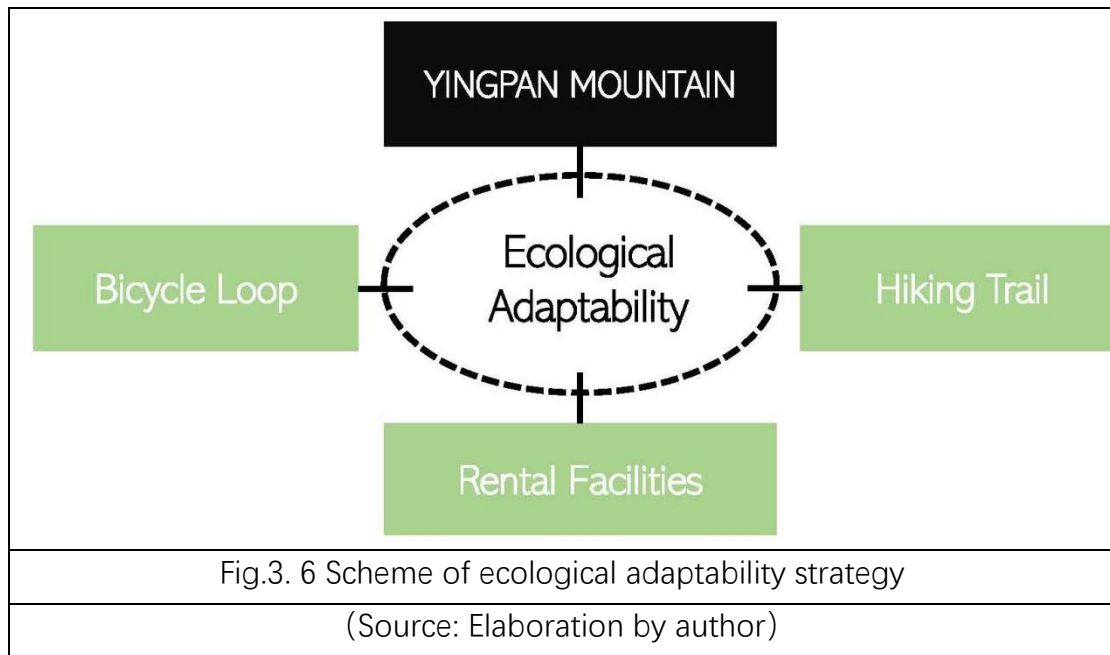 YINGPAN MOUNTAIN
Bicycle Loop
Ecological
Adaptability
Hiking Trail
Rental Facilities
Fig.3. 6 Scheme of ecological adaptability strategy
（Source: Elaboration by author）